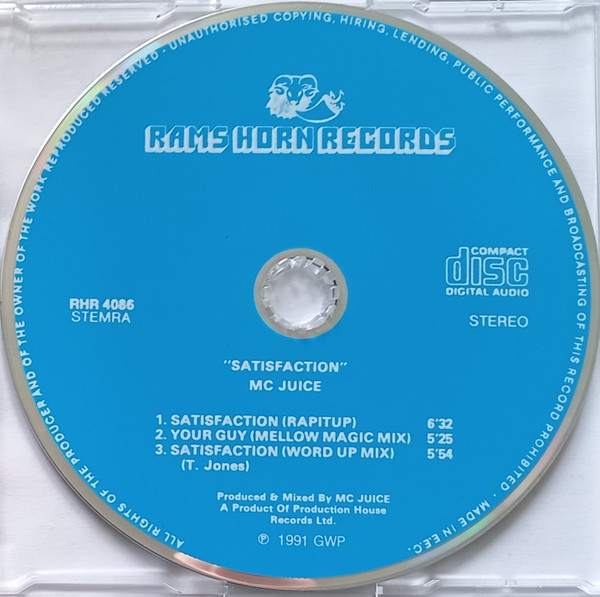 ALL RIGHTS OF THE PRODUCER AND OF THE OWNER OF THE WORK REPRODUCED RESERVED · UNAUTHORISED COPYING, HIRING, LENDING, PUBLIC PERFORMANCE AND BROADCASTING OF THIS RECORD PROHIBITED · MADE IN E.E.C.
RAMS HORN RECORDS
COMPACT
disc
DIGITAL AUDIO
RHR 4086
STEMRA
STEREO
"SATISFACTION"
MC JUICE
1. SATISFACTION (RAPITUP) 6'32
2. YOUR GUY (MELLOW MAGIC MIX) 5'25
3. SATISFACTION (WORD UP MIX) 5'54
(T. Jones)
Produced & Mixed By MC JUICE
A Product Of Production House
Records Ltd.
℗ 1991 GWP